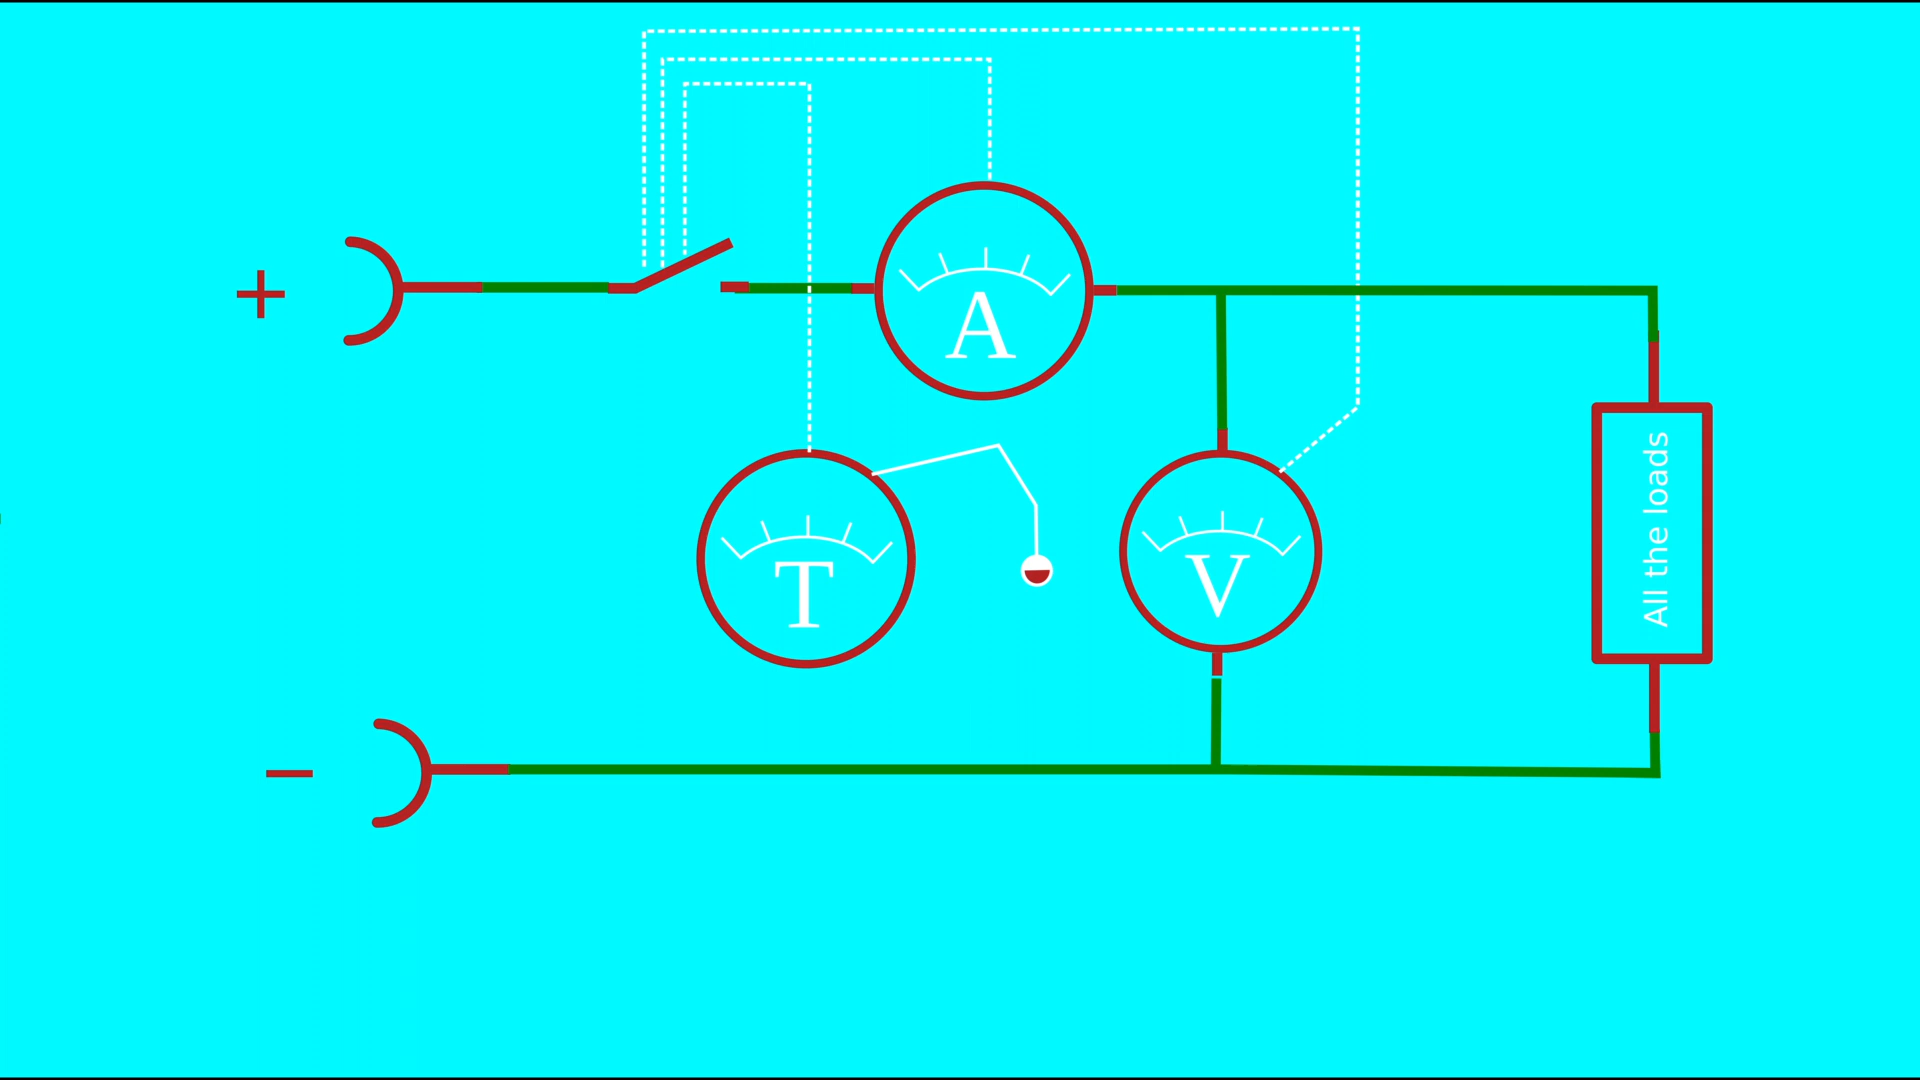 +
A
T
V
All the loads
−